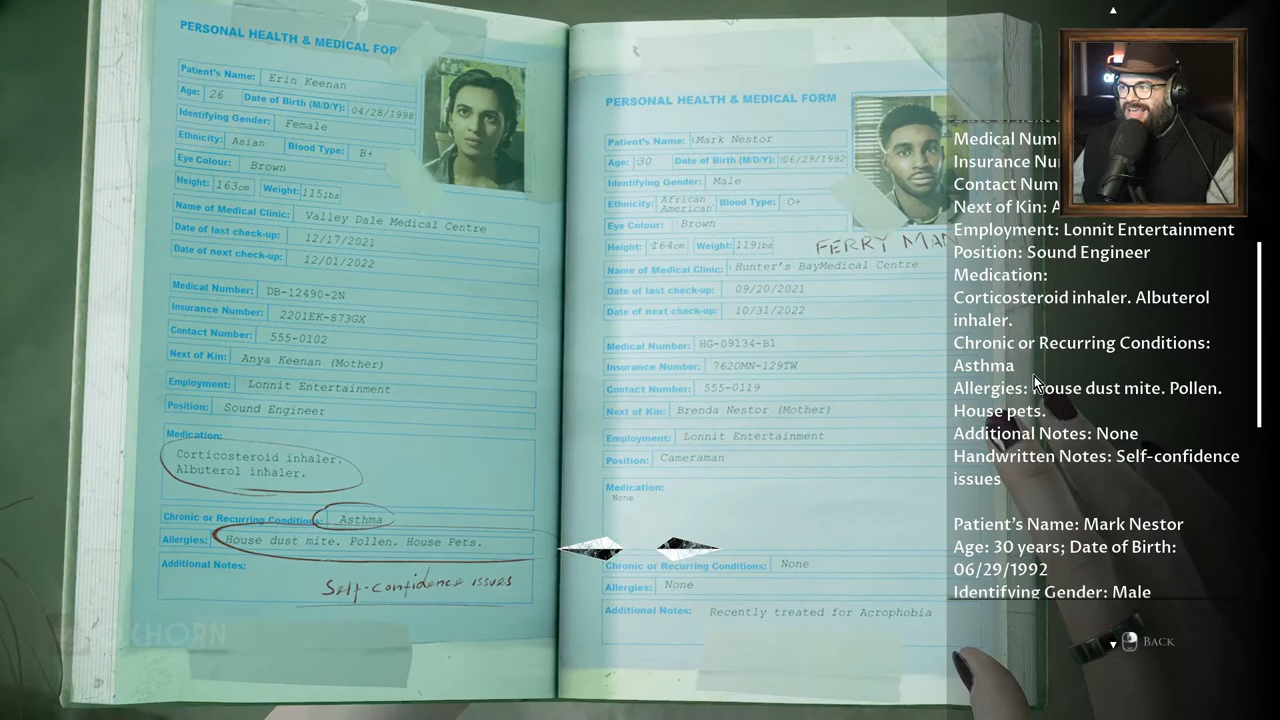 PERSONAL HEALTH & MEDICAL FOR
Patient's Name: Erin Keenan
Age: 26 Date of Birth (M/D/Y): 04/28/1998
Identifying Gender: Female
Ethnicity: Asian Blood Type: B+
Eye Colour: Brown
Height: 163cm Weight: 115lbs
Name of Medical Clinic: Valley Dale Medical Centre
Date of last check-up: 12/17/2021
Date of next check-up: 12/01/2022
Medical Number: DB-12490-2N
Insurance Number: 2201EK-873GX
Contact Number: 555-0102
Next of Kin: Anya Keenan (Mother)
Employment: Lonnit Entertainment
Position: Sound Engineer
Medication:
Corticosteroid inhaler.
Albuterol inhaler.
Chronic or Recurring Conditions: Asthma
Allergies: House dust mite. Pollen. House Pets.
Additional Notes:
Self-confidence issues
PERSONAL HEALTH & MEDICAL FORM
Patient's Name: Mark Nestor
Age: 30 Date of Birth (M/D/Y): 06/29/1992
Identifying Gender: Male
Ethnicity: African American Blood Type: O+
Eye Colour: Brown
Height: 164cm Weight: 119lbs
FERRY MAN
Name of Medical Clinic: Hunter's BayMedical Centre
Date of last check-up: 09/20/2021
Date of next check-up: 10/31/2022
Medical Number: HG-09134-B1
Insurance Number: 7620MN-129TW
Contact Number: 555-0119
Next of Kin: Brenda Nestor (Mother)
Employment: Lonnit Entertainment
Position: Cameraman
Medication:
None
Chronic or Recurring Conditions: None
Allergies: None
Additional Notes: Recently treated for Acrophobia
Medical Num
Insurance Nu
Contact Num
Next of Kin: A
Employment: Lonnit Entertainment
Position: Sound Engineer
Medication:
Corticosteroid inhaler. Albuterol
inhaler.
Chronic or Recurring Conditions:
Asthma
Allergies: House dust mite. Pollen.
House pets.
Additional Notes: None
Handwritten Notes: Self-confidence
issues
Patient's Name: Mark Nestor
Age: 30 years; Date of Birth:
06/29/1992
Identifying Gender: Male
BACK